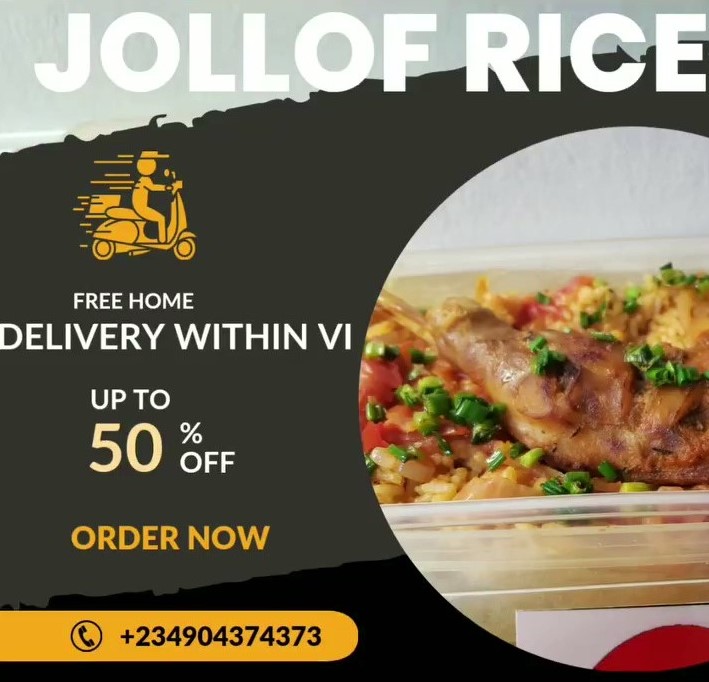 JOLLOF RICE
FREE HOME
DELIVERY WITHIN VI
UP TO
50 % OFF
ORDER NOW
+234904374373